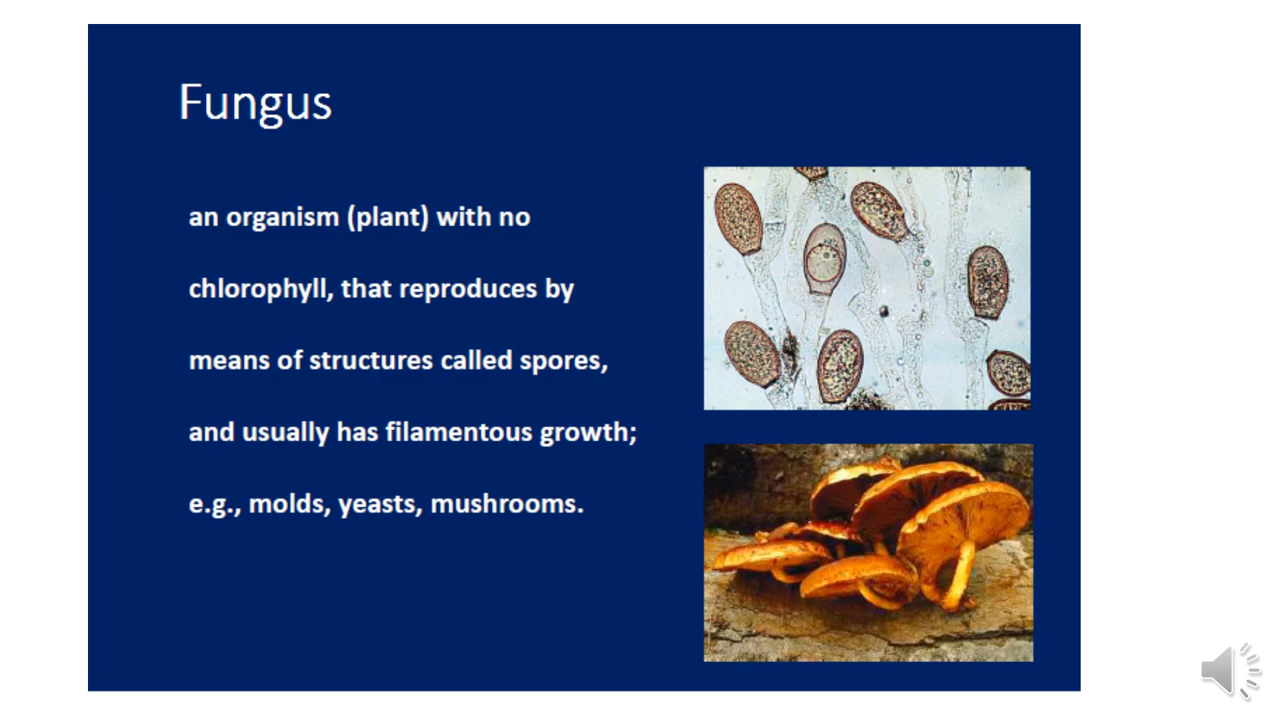 Fungus
an organism (plant) with no
chlorophyll, that reproduces by
means of structures called spores,
and usually has filamentous growth;
e.g., molds, yeasts, mushrooms.